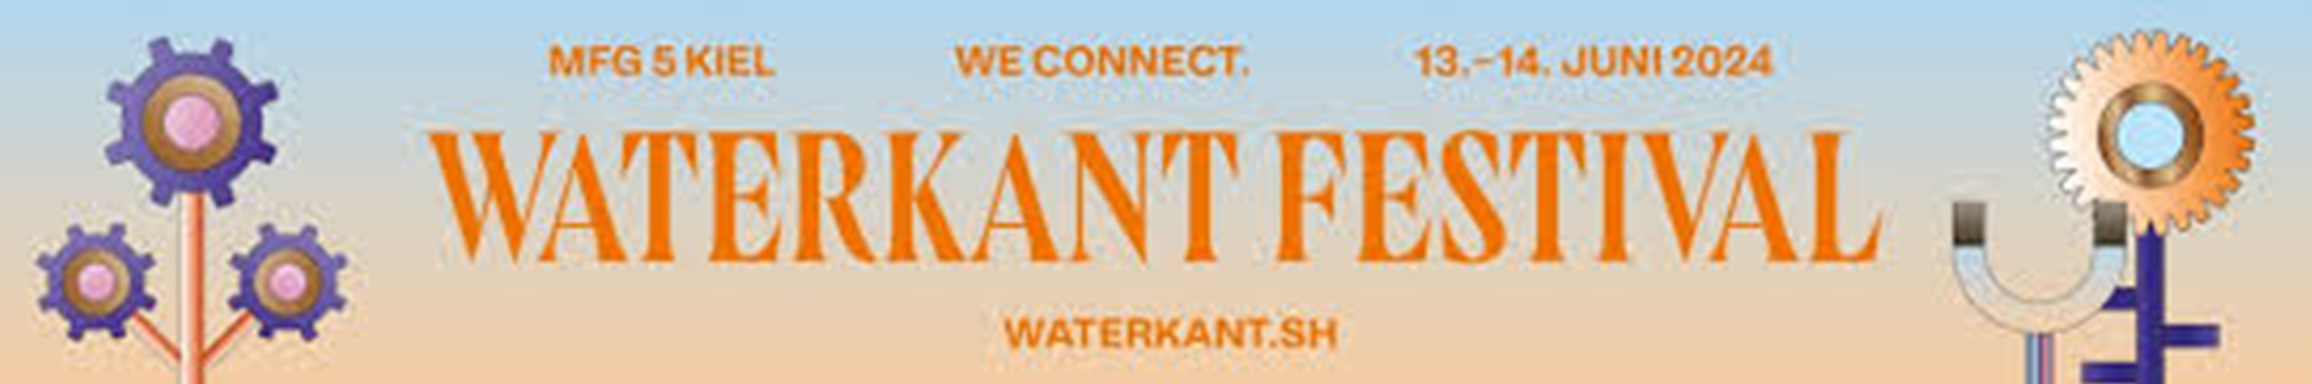 MFG 5 KIEL WE CONNECT. 13.–14. JUNI 2024
WATERKANT FESTIVAL
WATERKANT.SH